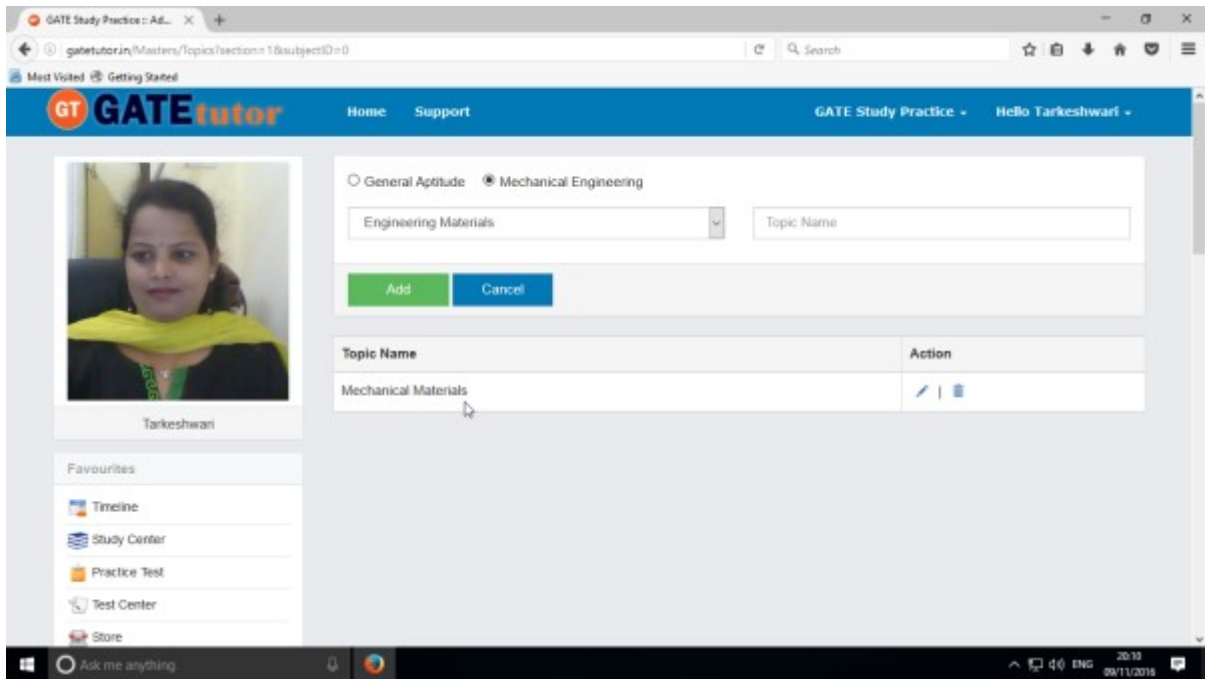 GATE Study Practice :: Ad...
gatetutor.in/Masters/Topics?section=1&subjectID=0
Search
Most Visited Getting Started
GT GATEtutor Home Support GATE Study Practice Hello Tarkeshwari
General Aptitude Mechanical Engineering
Engineering Materials Topic Name
Add Cancel
Topic Name Action
Mechanical Materials |
Tarkeshwari
Favourites
Timeline
Study Center
Practice Test
Test Center
Store
Ask me anything ENG 20:10
09/11/2016